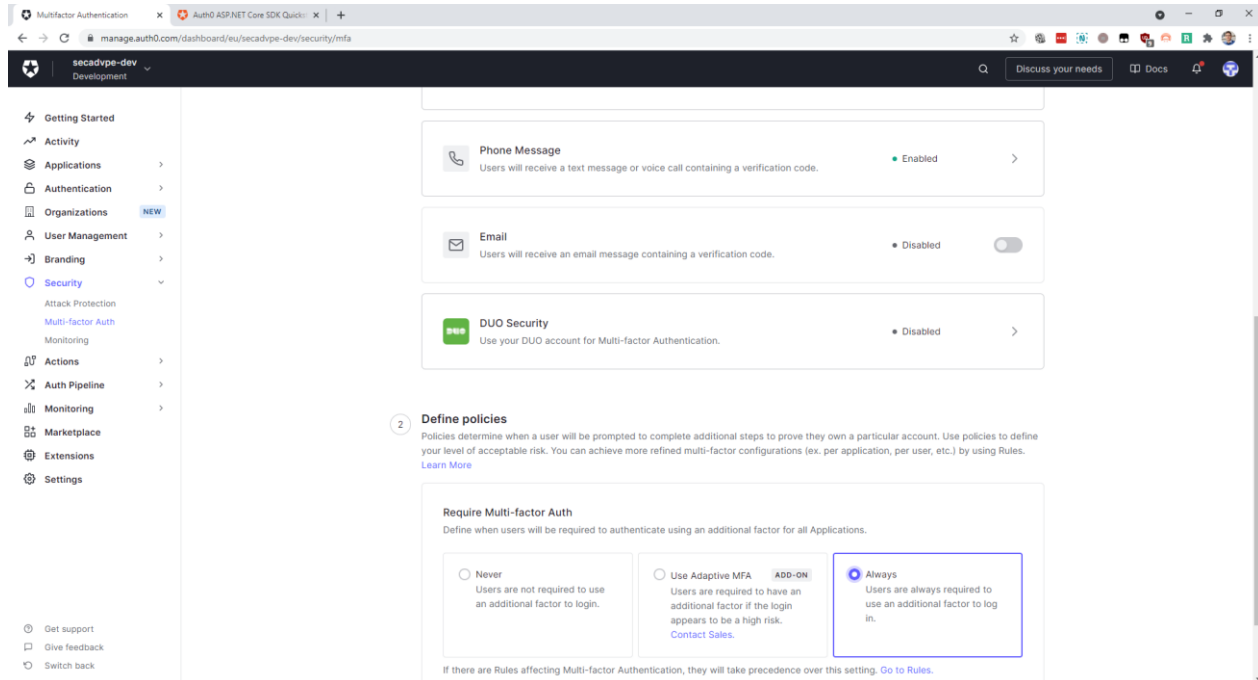 Multifactor Authentication
Auth0 ASP.NET Core SDK Quicks
manage.auth0.com/dashboard/eu/secadvpe-dev/security/mfa
secadvpe-dev
Development
Discuss your needs
Docs
Getting Started
Activity
Applications
Authentication
Organizations NEW
User Management
Branding
Security
Attack Protection
Multi-factor Auth
Monitoring
Actions
Auth Pipeline
Monitoring
Marketplace
Extensions
Settings
Get support
Give feedback
Switch back
Phone Message
Users will receive a text message or voice call containing a verification code.
Enabled
Email
Users will receive an email message containing a verification code.
Disabled
DUO
DUO Security
Use your DUO account for Multi-factor Authentication.
Disabled
2
Define policies
Policies determine when a user will be prompted to complete additional steps to prove they own a particular account. Use policies to define
your level of acceptable risk. You can achieve more refined multi-factor configurations (ex. per application, per user, etc.) by using Rules.
Learn More
Require Multi-factor Auth
Define when users will be required to authenticate using an additional factor for all Applications.
Never
Users are not required to use
an additional factor to login.
Use Adaptive MFA ADD-ON
Users are required to have an
additional factor if the login
appears to be a high risk.
Contact Sales.
Always
Users are always required to
use an additional factor to log
in.
If there are Rules affecting Multi-factor Authentication, they will take precedence over this setting. Go to Rules.